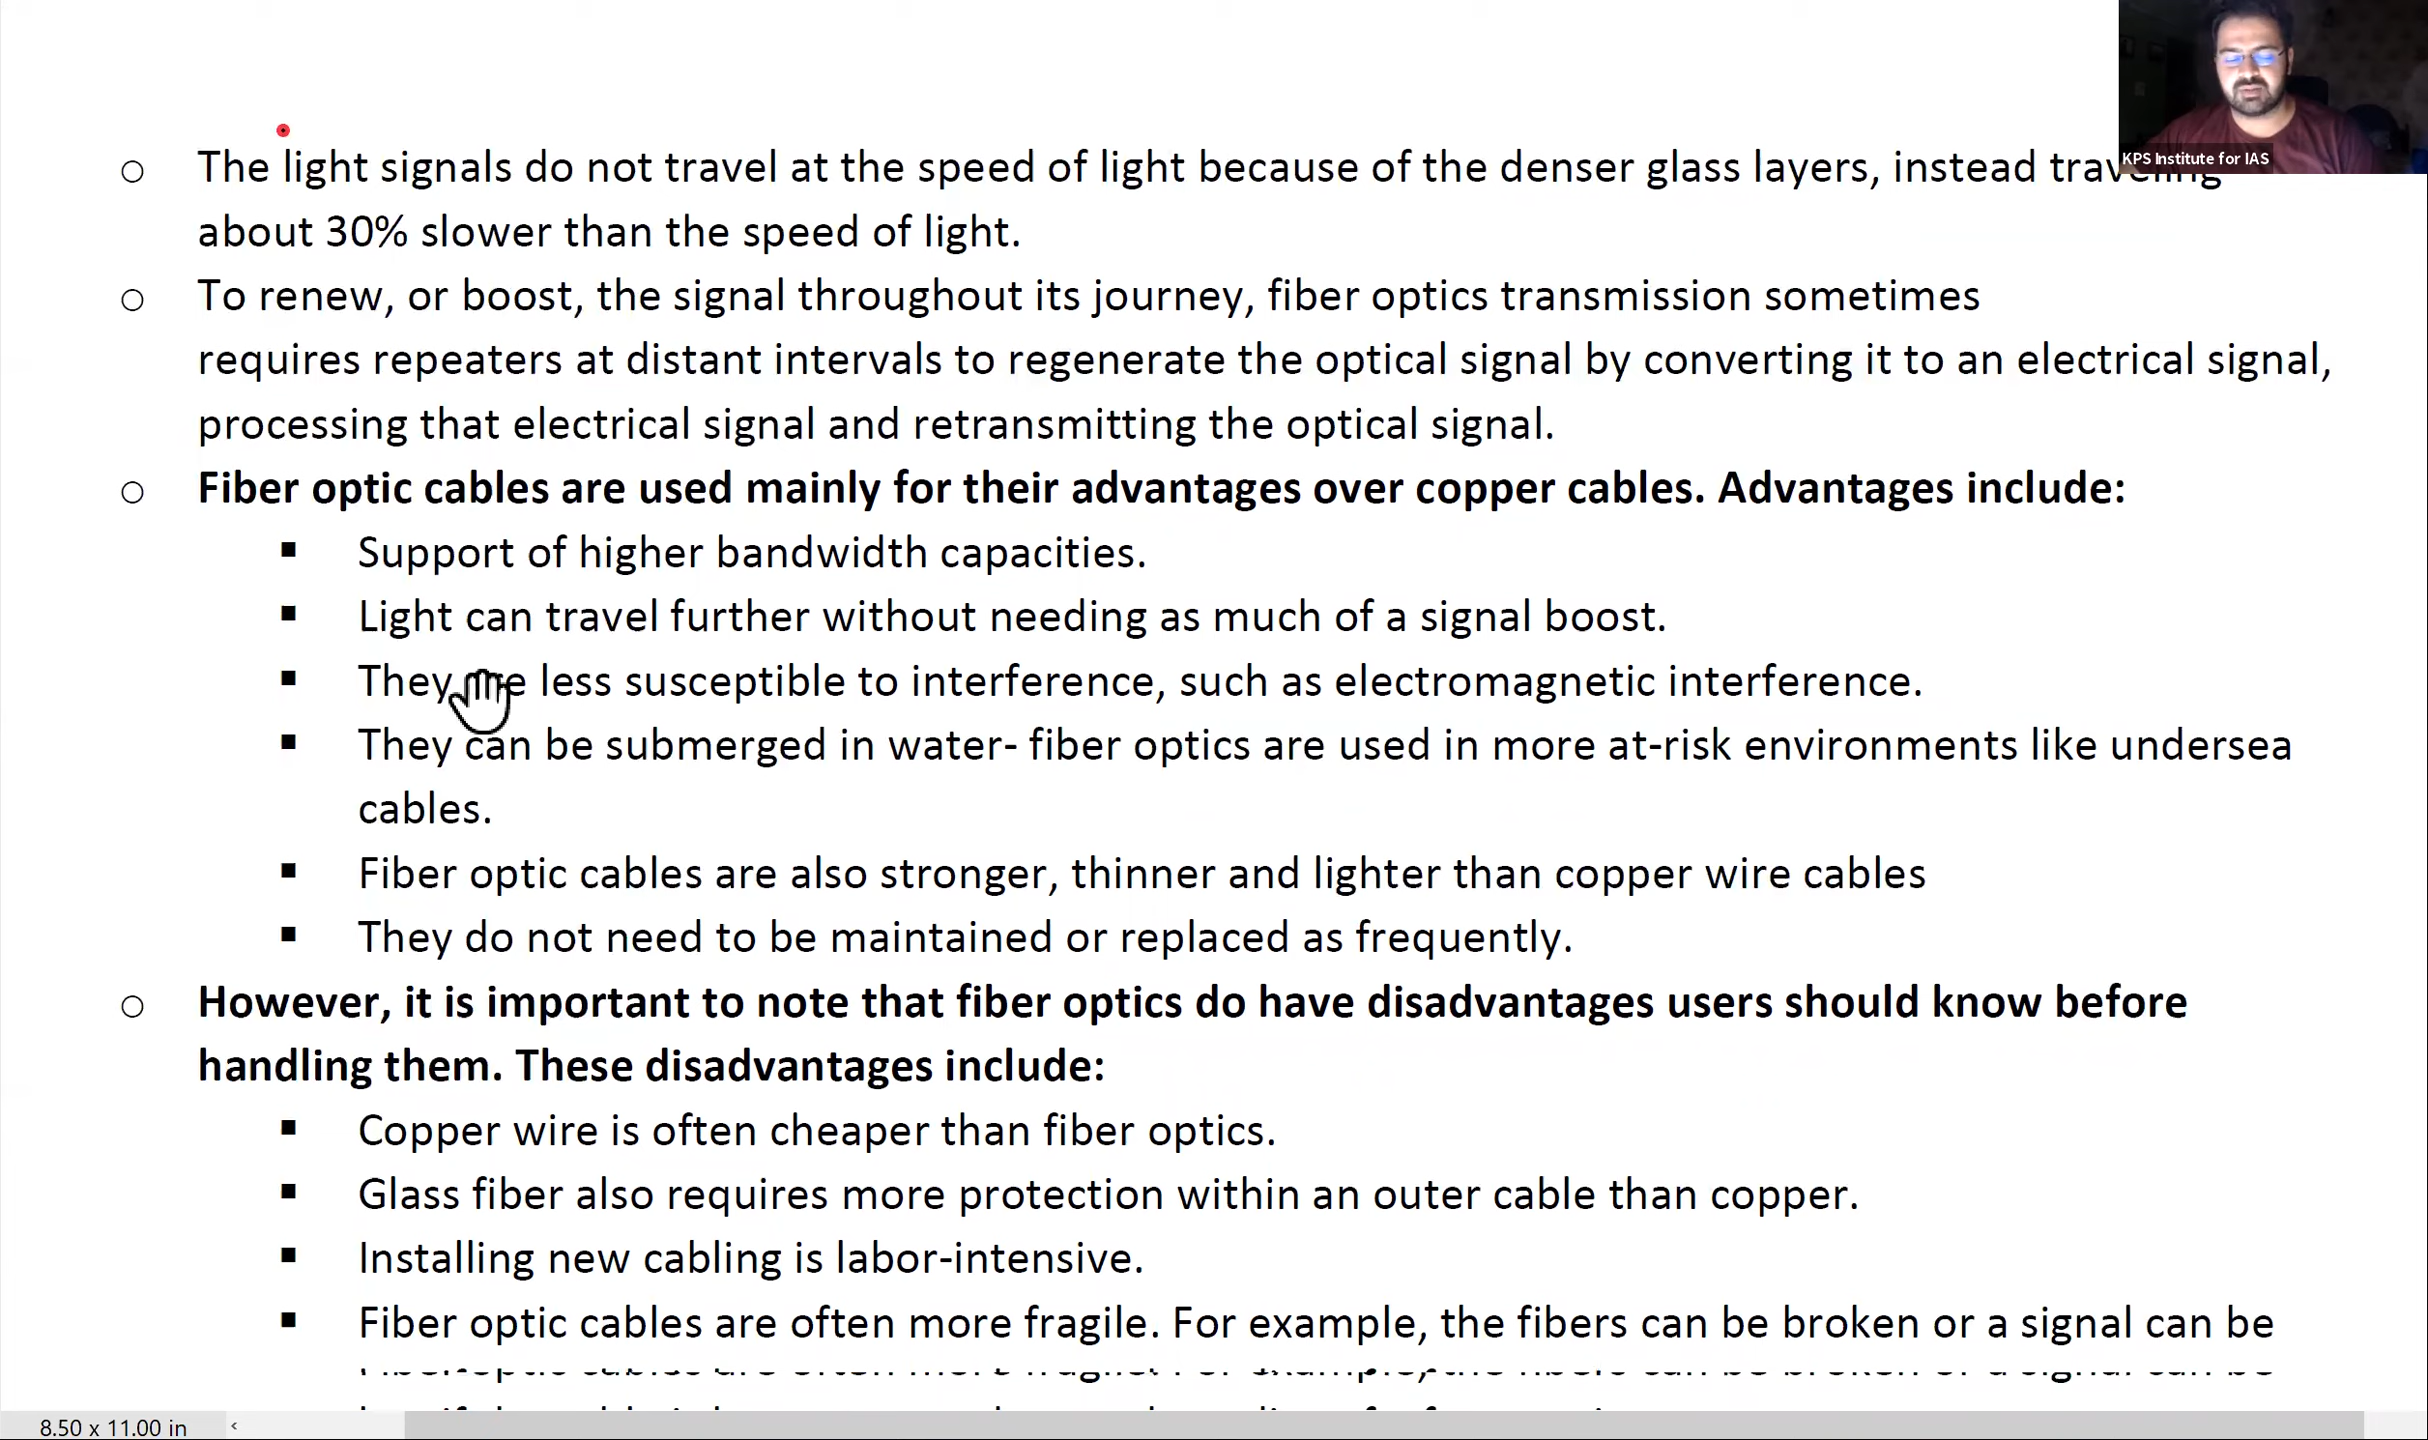 KPS Institute for IAS
o The light signals do not travel at the speed of light because of the denser glass layers, instead traveling
about 30% slower than the speed of light.
o To renew, or boost, the signal throughout its journey, fiber optics transmission sometimes
requires repeaters at distant intervals to regenerate the optical signal by converting it to an electrical signal,
processing that electrical signal and retransmitting the optical signal.
o Fiber optic cables are used mainly for their advantages over copper cables. Advantages include:
▪ Support of higher bandwidth capacities.
▪ Light can travel further without needing as much of a signal boost.
▪ They are less susceptible to interference, such as electromagnetic interference.
▪ They can be submerged in water- fiber optics are used in more at-risk environments like undersea
cables.
▪ Fiber optic cables are also stronger, thinner and lighter than copper wire cables
▪ They do not need to be maintained or replaced as frequently.
o However, it is important to note that fiber optics do have disadvantages users should know before
handling them. These disadvantages include:
▪ Copper wire is often cheaper than fiber optics.
▪ Glass fiber also requires more protection within an outer cable than copper.
▪ Installing new cabling is labor-intensive.
▪ Fiber optic cables are often more fragile. For example, the fibers can be broken or a signal can be
8.50 x 11.00 in